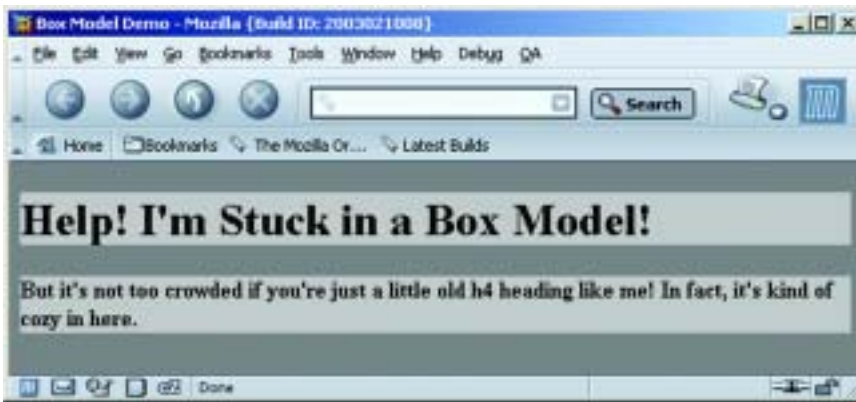 Box Model Demo - Mozilla {Build ID: 2003021008}
File Edit View Go Bookmarks Tools Window Help Debug QA
Search
Home Bookmarks The Mozilla Or... Latest Builds
Help! I'm Stuck in a Box Model!
But it's not too crowded if you're just a little old h4 heading like me! In fact, it's kind of
cozy in here.
Done